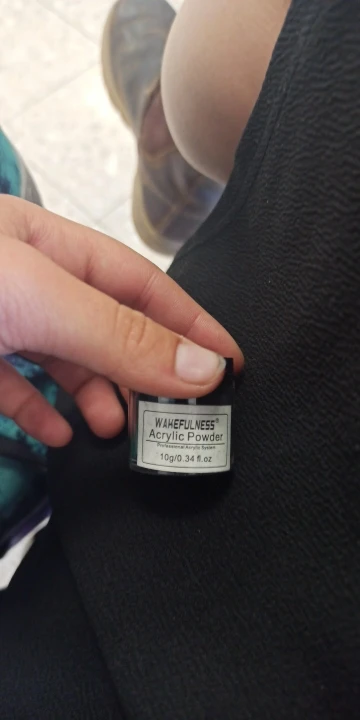 WAKEFULNESS®
Acrylic Powder
Professional Acrylic System
10g/0.34 fl.oz